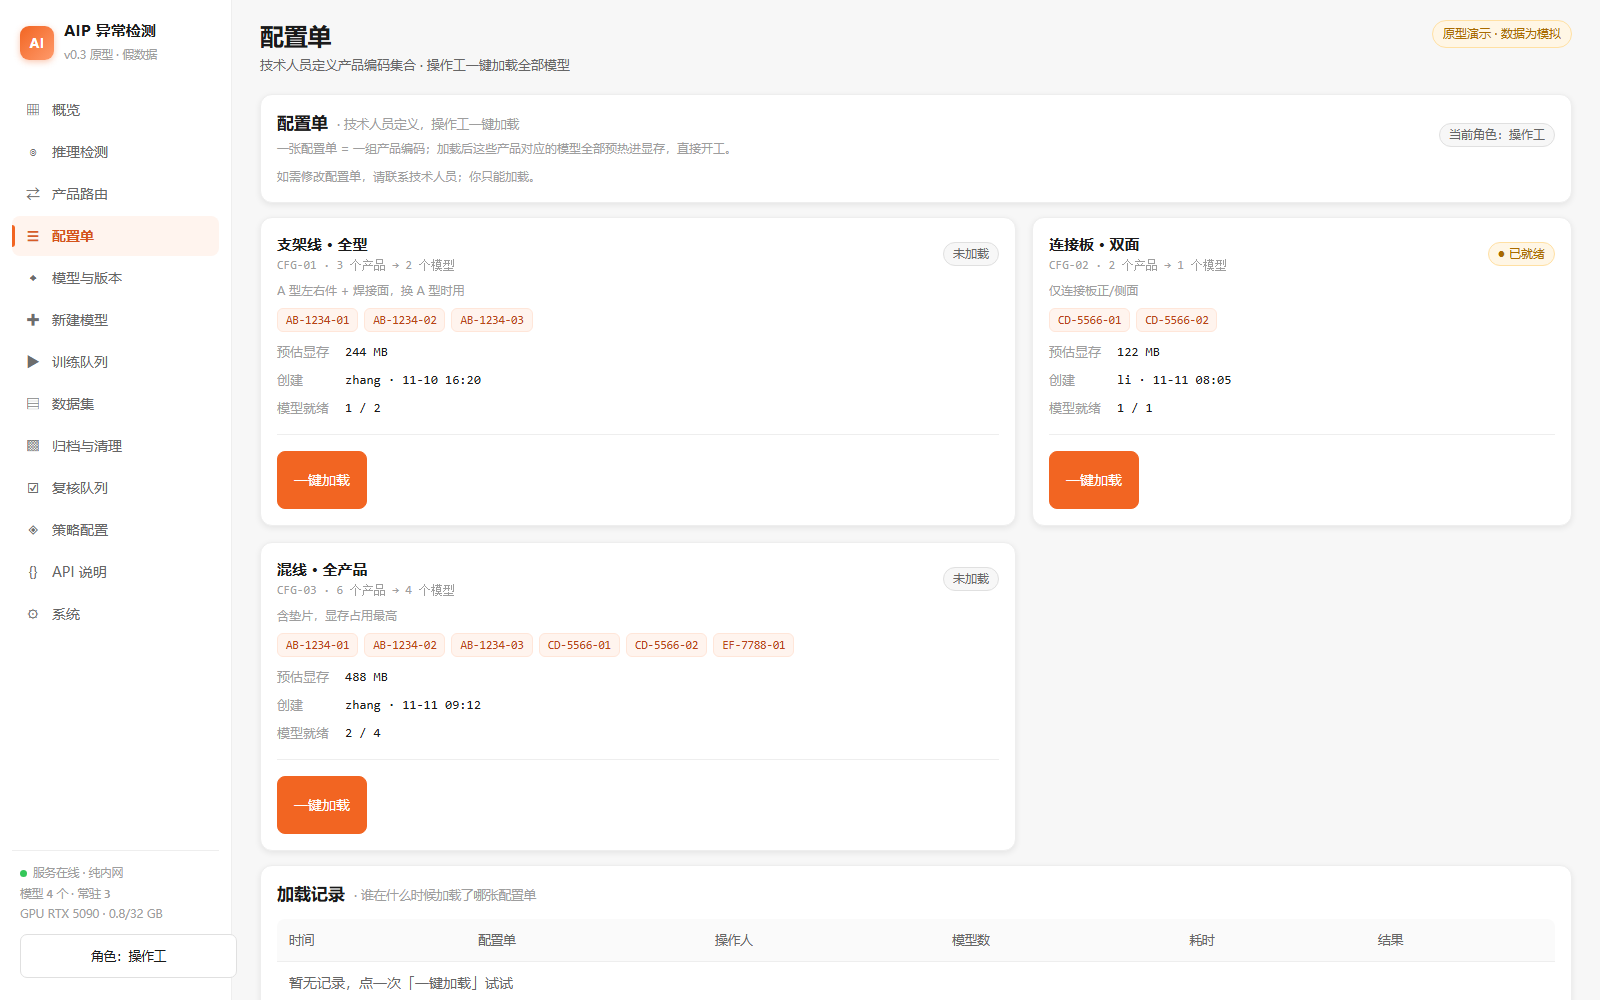 AI
AIP 异常检测
v0.3 原型 · 假数据
概览
推理检测
产品路由
配置单
模型与版本
新建模型
训练队列
数据集
归档与清理
复核队列
策略配置
{} API 说明
系统
服务在线 · 纯内网
模型 4 个 · 常驻 3
GPU RTX 5090 · 0.8/32 GB
角色：操作工
配置单
技术人员定义产品编码集合 · 操作工一键加载全部模型
原型演示 · 数据为模拟
配置单 · 技术人员定义，操作工一键加载
一张配置单 = 一组产品编码；加载后这些产品对应的模型全部预热进显存，直接开工。
如需修改配置单，请联系技术人员；你只能加载。
当前角色：操作工
支架线 • 全型
未加载
CFG-01 · 3 个产品 → 2 个模型
A 型左右件 + 焊接面，换 A 型时用
AB-1234-01 AB-1234-02 AB-1234-03
预估显存 244 MB
创建 zhang · 11-10 16:20
模型就绪 1 / 2
一键加载
连接板 • 双面
● 已就绪
CFG-02 · 2 个产品 → 1 个模型
仅连接板正/侧面
CD-5566-01 CD-5566-02
预估显存 122 MB
创建 li · 11-11 08:05
模型就绪 1 / 1
一键加载
混线 • 全产品
未加载
CFG-03 · 6 个产品 → 4 个模型
含垫片，显存占用最高
AB-1234-01 AB-1234-02 AB-1234-03 CD-5566-01 CD-5566-02 EF-7788-01
预估显存 488 MB
创建 zhang · 11-11 09:12
模型就绪 2 / 4
一键加载
加载记录 · 谁在什么时候加载了哪张配置单
时间 配置单 操作人 模型数 耗时 结果
暂无记录，点一次「一键加载」试试